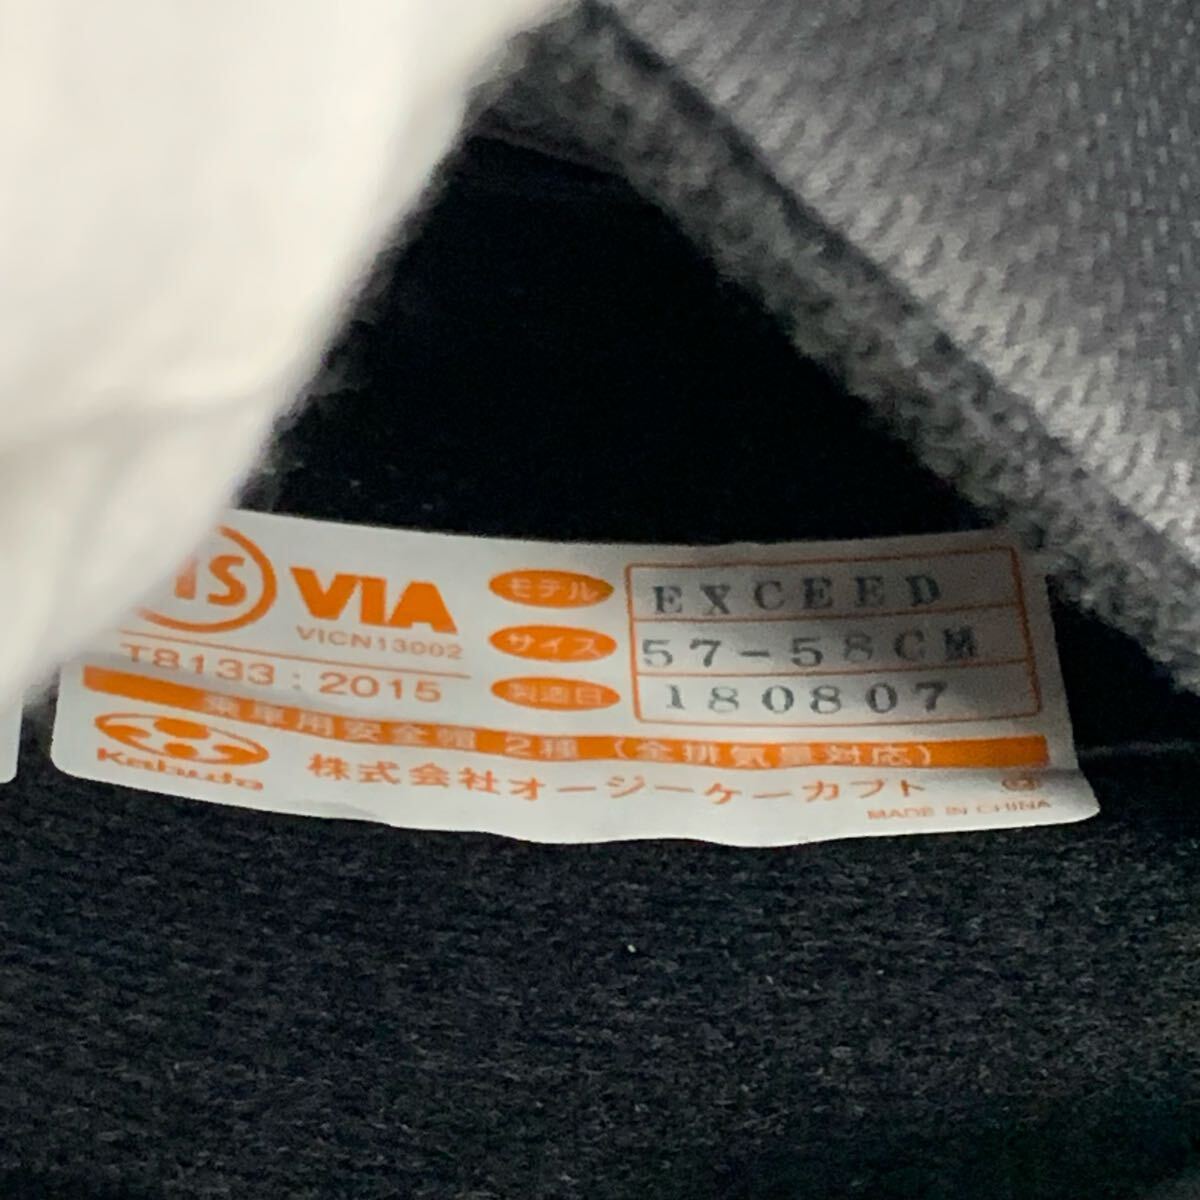 JIS VIA
VICN13002
T8133:2015
モデル EXCEED
サイズ 57-58CM
製造日 180807
乗車用安全帽 2種 (全排気量対応)
Kabuto 株式会社オージーケーカブト
MADE IN CHINA